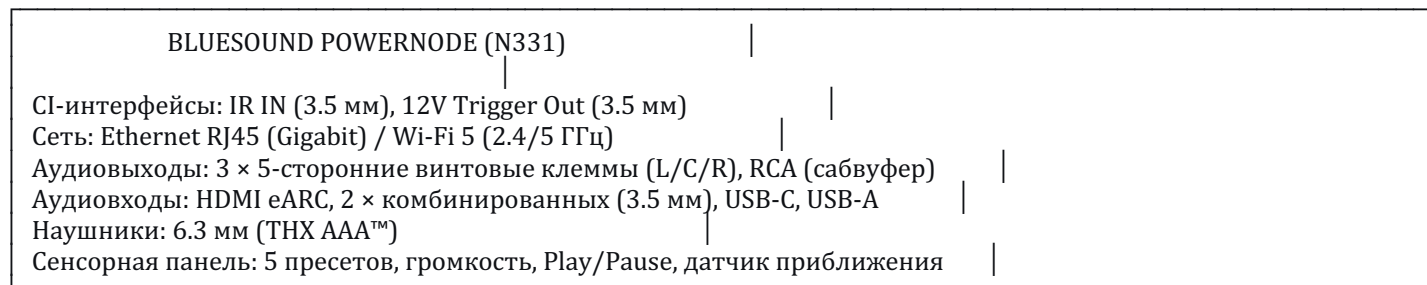 BLUESOUND POWERNODE (N331)
CI-интерфейсы: IR IN (3.5 мм), 12V Trigger Out (3.5 мм)
Сеть: Ethernet RJ45 (Gigabit) / Wi-Fi 5 (2.4/5 ГГц)
Аудиовыходы: 3 × 5-сторонние винтовые клеммы (L/C/R), RCA (сабвуфер)
Аудиовходы: HDMI eARC, 2 × комбинированных (3.5 мм), USB-C, USB-A
Наушники: 6.3 мм (THX AAA™)
Сенсорная панель: 5 пресетов, громкость, Play/Pause, датчик приближения